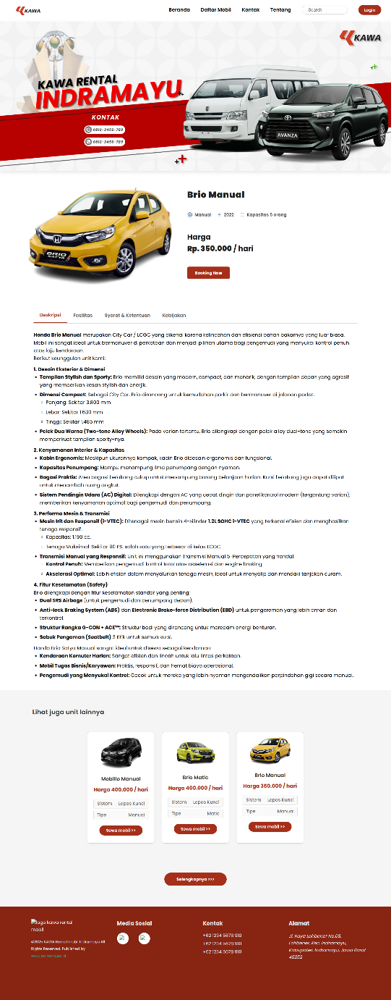 KAWA
Beranda Daftar Mobil Kontak Tentang Search Login
KAWA
KAWA RENTAL
INDRAMAYU
KONTAK
0812-3456-789
0812-3456-789
TOYOTA
AVANZA
BRIO
SATYA
Brio Manual
Manual 2022 Kapasitas 5 orang
Harga
Rp. 350.000 / hari
Booking Now
Deskripsi Fasilitas Syarat & Ketentuan Kebijakan
Honda Brio Manual merupakan City Car / LCGC yang dikenal karena kelincahan dan efisiensi bahan bakarnya yang luar biasa.
Mobil ini sangat ideal untuk bermanuver di perkotaan dan menjadi pilihan utama bagi pengemudi yang menyukai kontrol penuh
atas laju kendaraan.
Berikut keunggulan unit kami:
1. Desain Eksterior & Dimensi
• Tampilan Stylish dan Sporty: Brio memiliki desain yang modern, compact, dan menarik, dengan tampilan depan yang agresif
yang memberikan kesan stylish dan enerjik.
• Dimensi Compact: Sebagai City Car, Brio dirancang untuk kemudahan parkir dan bermanuver di jalanan padat.
◦ Panjang: Sekitar 3.800 mm
◦ Lebar: Sekitar 1.680 mm
◦ Tinggi: Sekitar 1.485 mm
• Pelek Dua Warna (Two-tone Alloy Wheels): Pada varian tertentu, Brio dilengkapi dengan pelek alloy dual-tone yang semakin
memperkuat tampilan sporty-nya.
2. Kenyamanan Interior & Kapasitas
• Kabin Ergonomis: Meskipun ukurannya kompak, kabin Brio didesain ergonomis dan fungsional.
• Kapasitas Penumpang: Mampu menampung lima penumpang dengan nyaman.
• Bagasi Praktis: Area bagasi belakang cukup untuk menampung barang belanjaan harian. Kursi belakang juga dapat dilipat
untuk menambah ruang angkut.
• Sistem Pendingin Udara (AC) Digital: Dilengkapi dengan AC yang cepat dingin dan panel kontrol modern (tergantung varian),
memberikan kenyamanan optimal bagi pengemudi dan penumpang.
3. Performa Mesin & Transmisi
• Mesin Irit dan Responsif (i-VTEC): Ditenagai mesin bensin 4-silinder 1.2L SOHC i-VTEC yang terkenal efisien dan menghasilkan
tenaga responsif.
◦ Kapasitas: 1.199 cc.
◦ Tenaga Maksimal: Sekitar 90 PS, salah satu yang terbesar di kelas LCGC.
• Transmisi Manual yang Responsif: Unit ini menggunakan Transmisi Manual 5-Percepatan yang handal.
◦ Kontrol Penuh: Memberikan pengemudi kontrol total atas akselerasi dan engine braking.
◦ Akselerasi Optimal: Lebih efisien dalam menyalurkan tenaga mesin, ideal untuk menyalip dan mendaki tanjakan curam.
4. Fitur Keselamatan (Safety)
Brio dilengkapi dengan fitur keselamatan standar yang penting:
• Dual SRS Airbags (untuk pengemudi dan penumpang depan).
• Anti-lock Braking System (ABS) dan Electronic Brake-force Distribution (EBD) untuk pengereman yang lebih aman dan
terkontrol.
• Struktur Rangka G-CON + ACE™: Struktur bodi yang dirancang untuk meredam energi benturan.
• Sabuk Pengaman (Seatbelt) 3 titik untuk semua kursi.
Honda Brio Satya Manual sangat ideal untuk disewa sebagai kendaraan:
• Kendaraan Komuter Harian: Sangat efisien dan lincah untuk lalu lintas perkotaan.
• Mobil Tugas Bisnis/Karyawan: Praktis, responsif, dan hemat biaya operasional.
• Pengemudi yang Menyukai Kontrol: Cocok untuk mereka yang lebih nyaman mengendalikan perpindahan gigi secara manual.
Lihat juga unit lainnya
Mobilio Manual
Harga 400.000 / hari
Sistem Lepas Kunci
Tipe Manual
Sewa mobil >>
Brio Matic
Harga 400.000 / hari
Sistem Lepas Kunci
Tipe Matic
Sewa mobil >>
Brio Manual
Harga 350.000 / hari
Sistem Lepas Kunci
Tipe Manual
Sewa mobil >>
Selengkapnya >>>
logo kawa rental
mobil
©2025 KAWA Rental mobil Indramayu All
Rights Reserved. Published by
Media Sosial
Kontak
+62 1234 5678 910
+62 1234 5678 910
+62 1234 5678 910
Alamat
Jl. Raya Lohbener No.08,
Lohbener, Kec. Indramayu,
Kabupaten Indramayu, Jawa Barat
45252